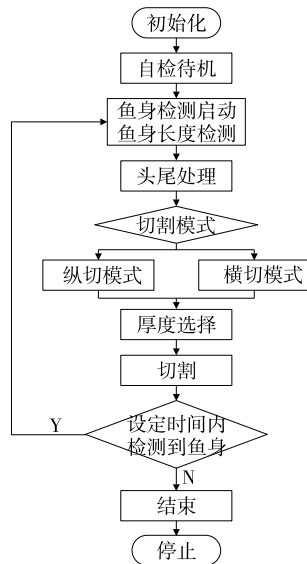 初始化
自检待机
鱼身检测启动
鱼身长度检测
头尾处理
切割模式
纵切模式
横切模式
厚度选择
切割
设定时间内
检测到鱼身
Y
N
结束
停止